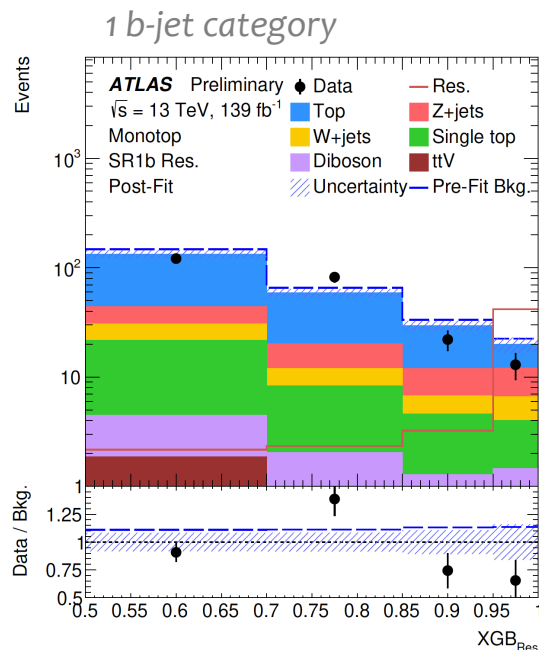 1 b-jet category
Events
ATLAS Preliminary
√s = 13 TeV, 139 fb⁻¹
Monotop
SR1b Res.
Post-Fit
Data
Res.
Top
Z+jets
W+jets
Single top
Diboson
ttV
Uncertainty
Pre-Fit Bkg.
10³
10²
10
1
Data / Bkg.
1.25
1
0.75
0.5
0.5 0.55 0.6 0.65 0.7 0.75 0.8 0.85 0.9 0.95 1
XGB_Res